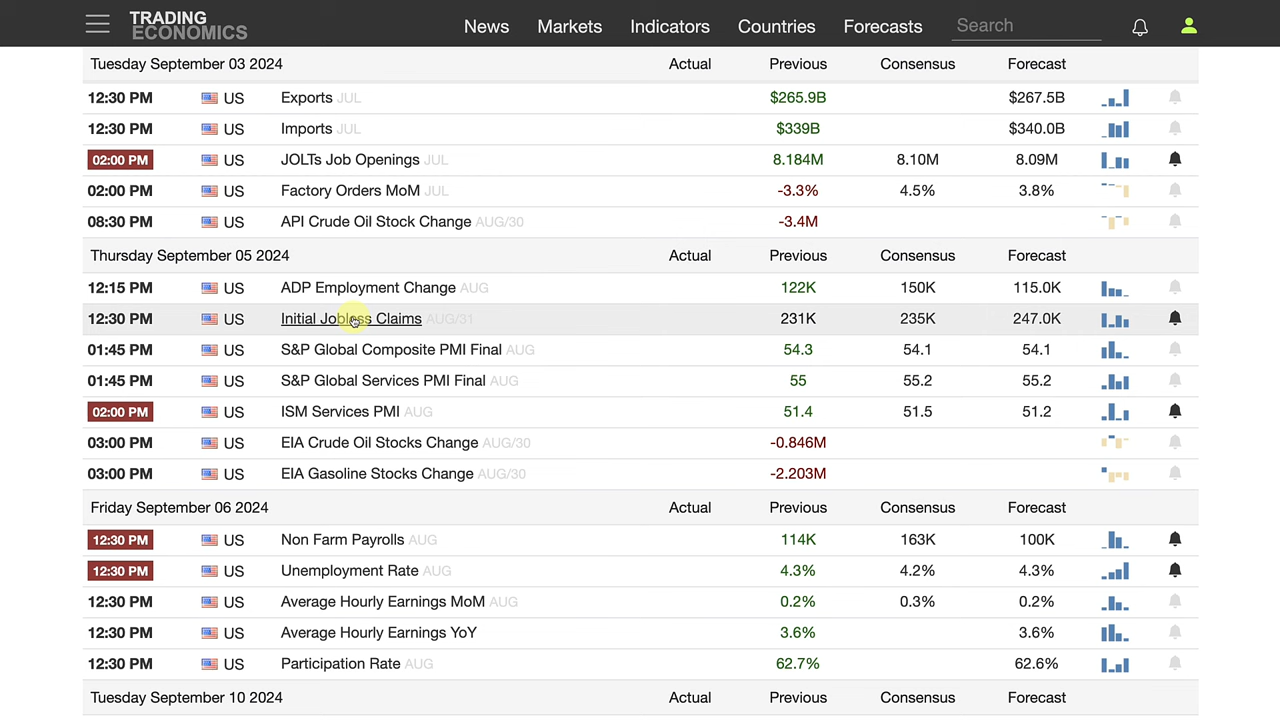 TRADING ECONOMICS News Markets Indicators Countries Forecasts Search
Tuesday September 03 2024 Actual Previous Consensus Forecast
12:30 PM US Exports JUL $265.9B $267.5B
12:30 PM US Imports JUL $339B $340.0B
02:00 PM US JOLTs Job Openings JUL 8.184M 8.10M 8.09M
02:00 PM US Factory Orders MoM JUL -3.3% 4.5% 3.8%
08:30 PM US API Crude Oil Stock Change AUG/30 -3.4M
Thursday September 05 2024 Actual Previous Consensus Forecast
12:15 PM US ADP Employment Change AUG 122K 150K 115.0K
12:30 PM US Initial Jobless Claims AUG/31 231K 235K 247.0K
01:45 PM US S&P Global Composite PMI Final AUG 54.3 54.1 54.1
01:45 PM US S&P Global Services PMI Final AUG 55 55.2 55.2
02:00 PM US ISM Services PMI AUG 51.4 51.5 51.2
03:00 PM US EIA Crude Oil Stocks Change AUG/30 -0.846M
03:00 PM US EIA Gasoline Stocks Change AUG/30 -2.203M
Friday September 06 2024 Actual Previous Consensus Forecast
12:30 PM US Non Farm Payrolls AUG 114K 163K 100K
12:30 PM US Unemployment Rate AUG 4.3% 4.2% 4.3%
12:30 PM US Average Hourly Earnings MoM AUG 0.2% 0.3% 0.2%
12:30 PM US Average Hourly Earnings YoY 3.6% 3.6%
12:30 PM US Participation Rate AUG 62.7% 62.6%
Tuesday September 10 2024 Actual Previous Consensus Forecast